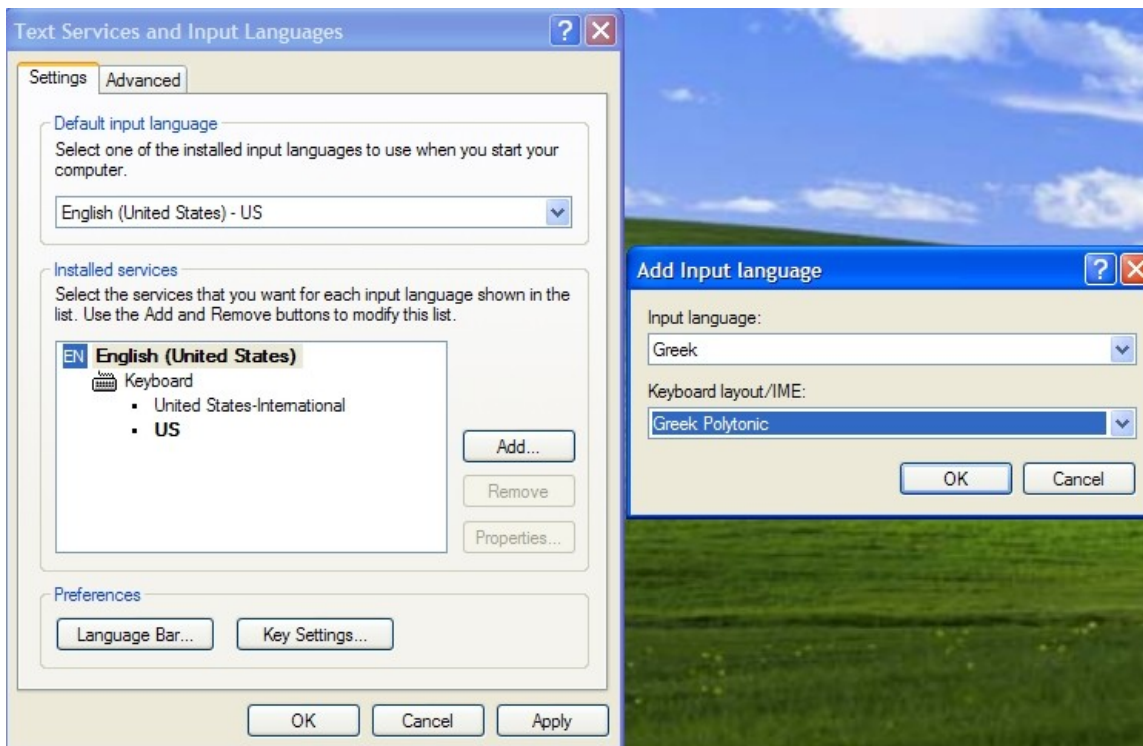 Text Services and Input Languages
Settings
Advanced
Default input language
Select one of the installed input languages to use when you start your
computer.
English (United States) - US
Installed services
Select the services that you want for each input language shown in the
list. Use the Add and Remove buttons to modify this list.
EN English (United States)
Keyboard
United States-International
US
Add...
Remove
Properties...
Preferences
Language Bar...
Key Settings...
OK
Cancel
Apply
Add Input language
Input language:
Greek
Keyboard layout/IME:
Greek Polytonic
OK
Cancel